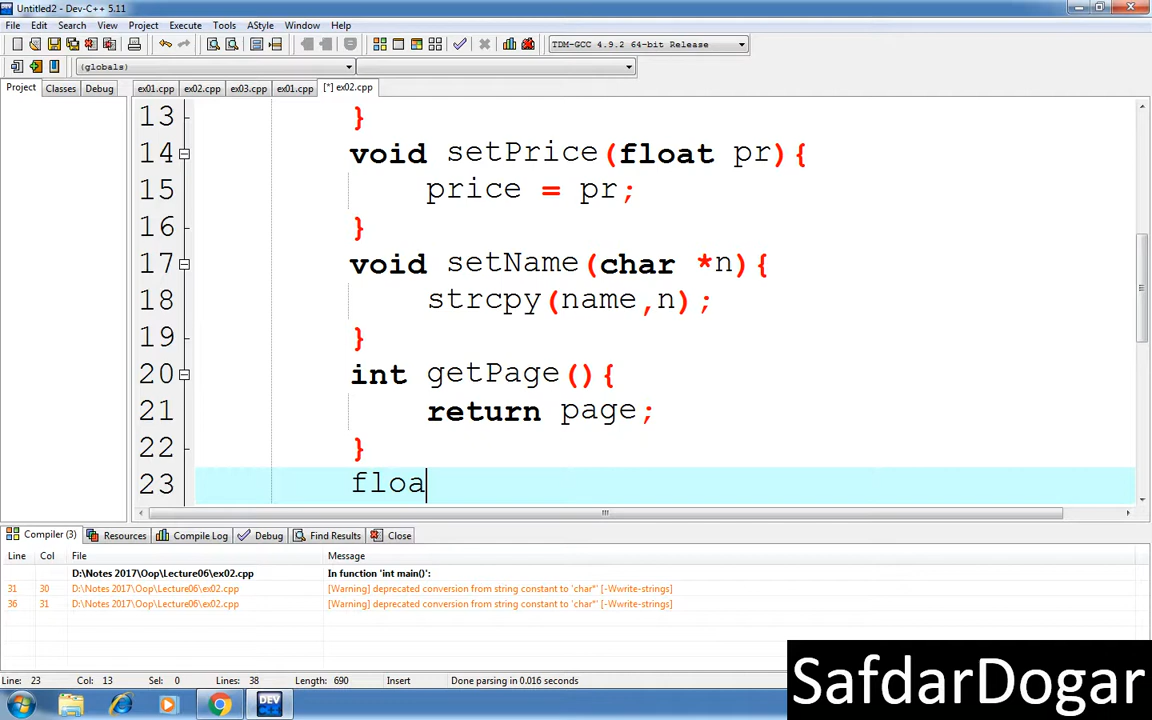 Untitled2 - Dev-C++ 5.11
File Edit Search View Project Execute Tools AStyle Window Help
TDM-GCC 4.9.2 64-bit Release
(globals)
Project Classes Debug ex01.cpp ex02.cpp ex03.cpp ex01.cpp [*] ex02.cpp
13 }
14 void setPrice(float pr){
15 price = pr;
16 }
17 void setName(char *n){
18 strcpy(name,n);
19 }
20 int getPage(){
21 return page;
22 }
23 floa
Compiler (3) Resources Compile Log Debug Find Results Close
Line Col File Message
D:\Notes 2017\Oop\Lecture06\ex02.cpp In function 'int main()':
31 30 D:\Notes 2017\Oop\Lecture06\ex02.cpp [Warning] deprecated conversion from string constant to 'char*' [-Wwrite-strings]
36 31 D:\Notes 2017\Oop\Lecture06\ex02.cpp [Warning] deprecated conversion from string constant to 'char*' [-Wwrite-strings]
Line: 23 Col: 13 Sel: 0 Lines: 38 Length: 690 Insert Done parsing in 0.016 seconds
DEV
SafdarDogar